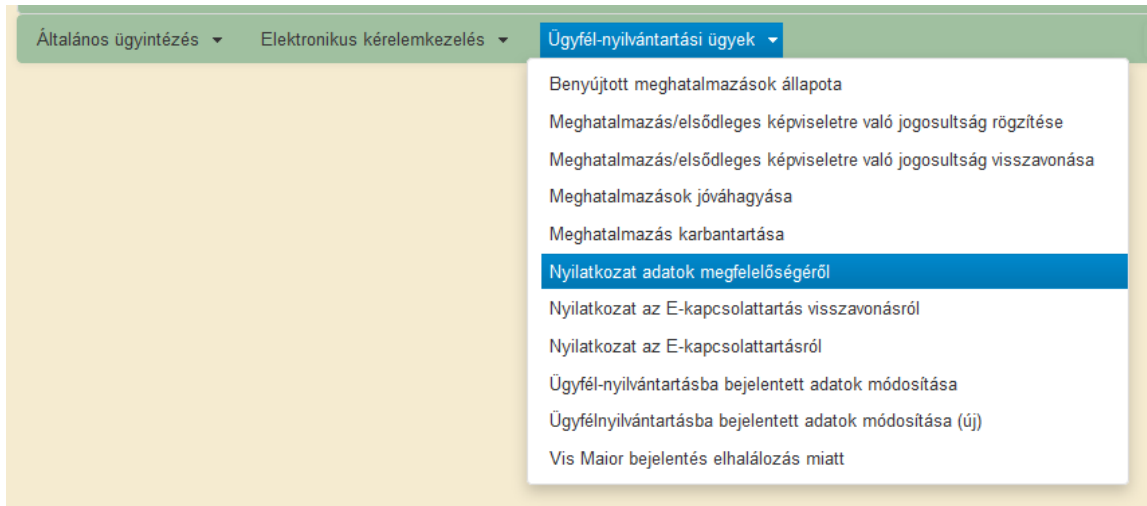 Általános ügyintézés Elektronikus kérelemkezelés Ügyfél-nyilvántartási ügyek
Benyújtott meghatalmazások állapota
Meghatalmazás/elsődleges képviseletre való jogosultság rögzítése
Meghatalmazás/elsődleges képviseletre való jogosultság visszavonása
Meghatalmazások jóváhagyása
Meghatalmazás karbantartása
Nyilatkozat adatok megfelelőségéről
Nyilatkozat az E-kapcsolattartás visszavonásról
Nyilatkozat az E-kapcsolattartásról
Ügyfél-nyilvántartásba bejelentett adatok módosítása
Ügyfélnyilvántartásba bejelentett adatok módosítása (új)
Vis Maior bejelentés elhalálozás miatt